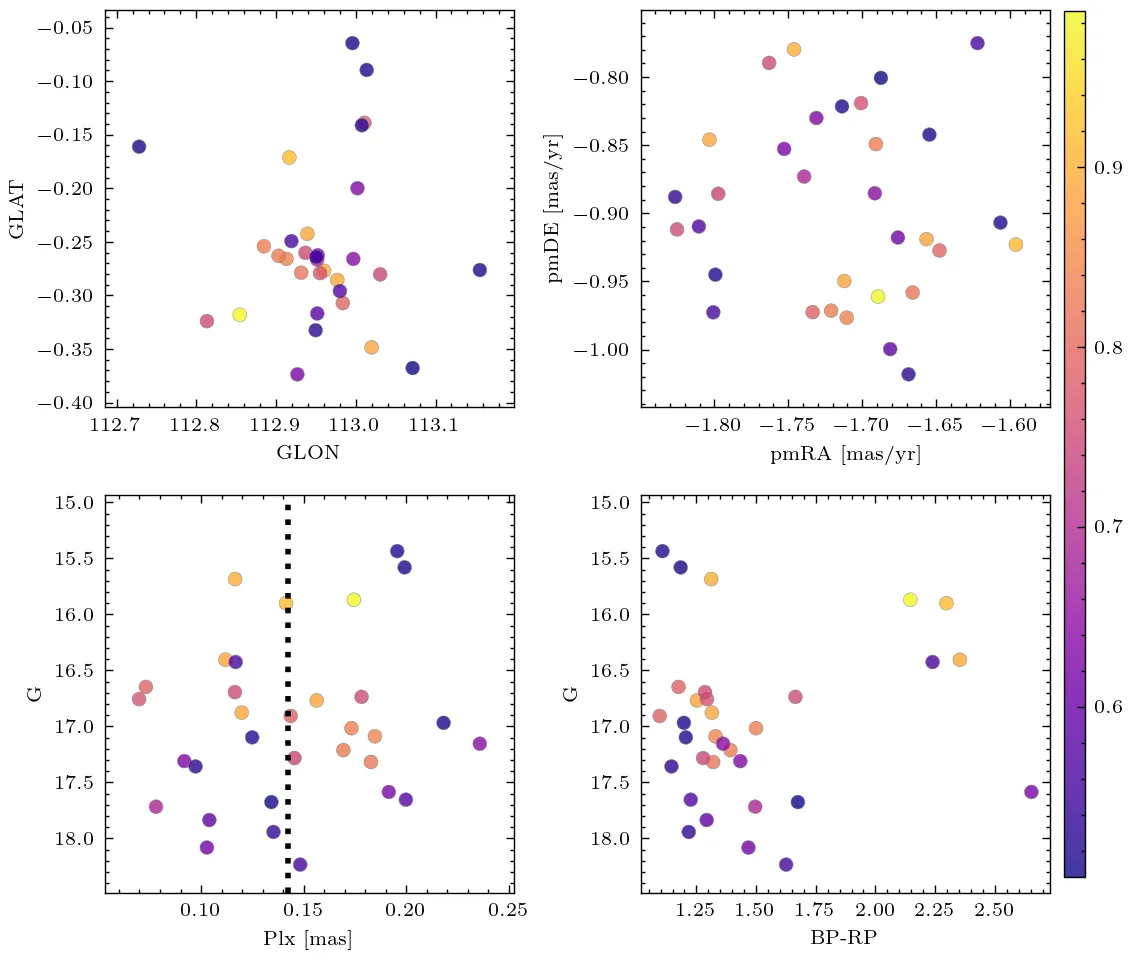 −0.05
−0.10
−0.15
−0.20
−0.25
−0.30
−0.35
−0.40
GLAT
112.7 112.8 112.9 113.0 113.1
GLON
−0.80
−0.85
−0.90
−0.95
−1.00
pmDE [mas/yr]
−1.80 −1.75 −1.70 −1.65 −1.60
pmRA [mas/yr]
15.0
15.5
16.0
16.5
17.0
17.5
18.0
G
0.10 0.15 0.20 0.25
Plx [mas]
15.0
15.5
16.0
16.5
17.0
17.5
18.0
G
1.25 1.50 1.75 2.00 2.25 2.50
BP-RP
0.9
0.8
0.7
0.6